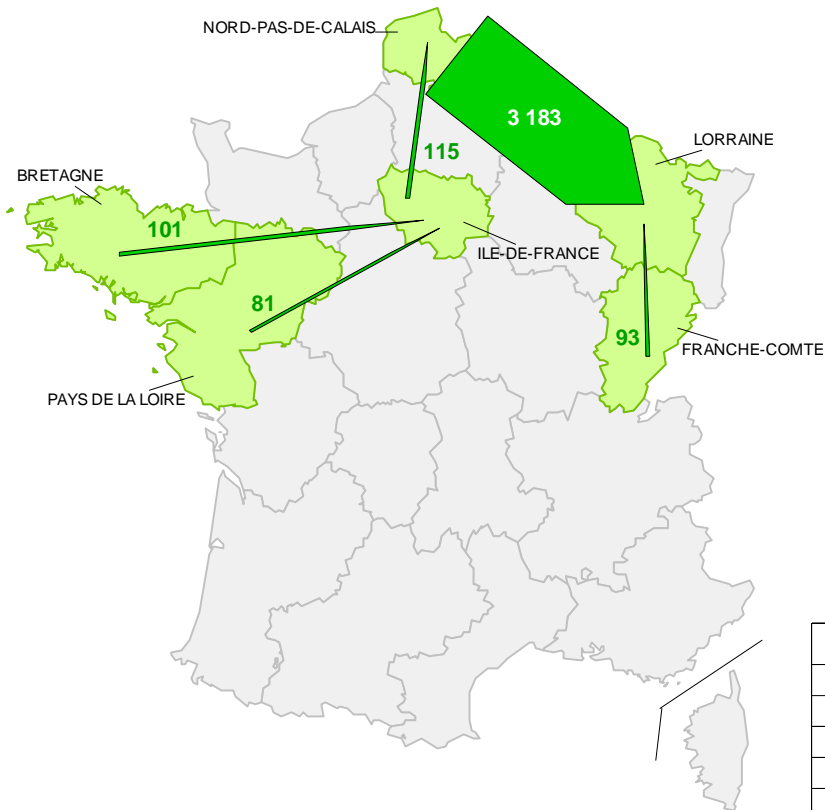 NORD-PAS-DE-CALAIS
3 183
LORRAINE
115
BRETAGNE
101
ILE-DE-FRANCE
81
93
FRANCHE-COMTE
PAYS DE LA LOIRE